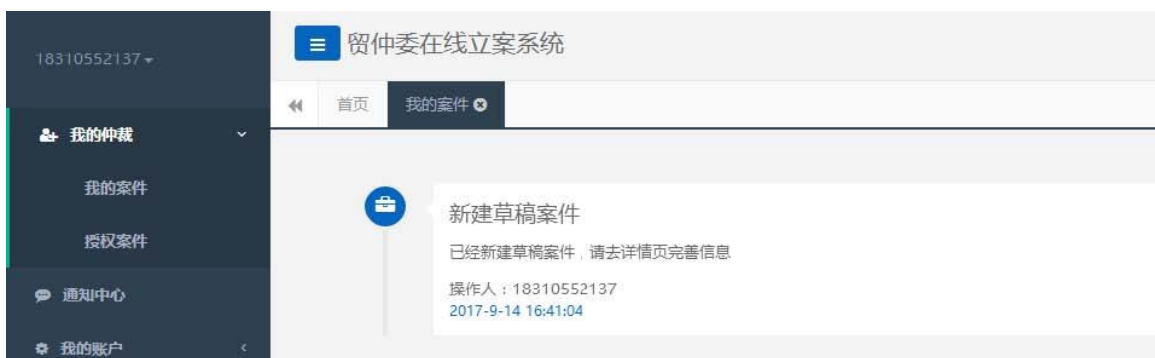 18310552137
贸仲委在线立案系统
首页
我的案件
我的仲裁
我的案件
授权案件
通知中心
我的账户
新建草稿案件
已经新建草稿案件，请去详情页完善信息
操作人：18310552137
2017-9-14 16:41:04